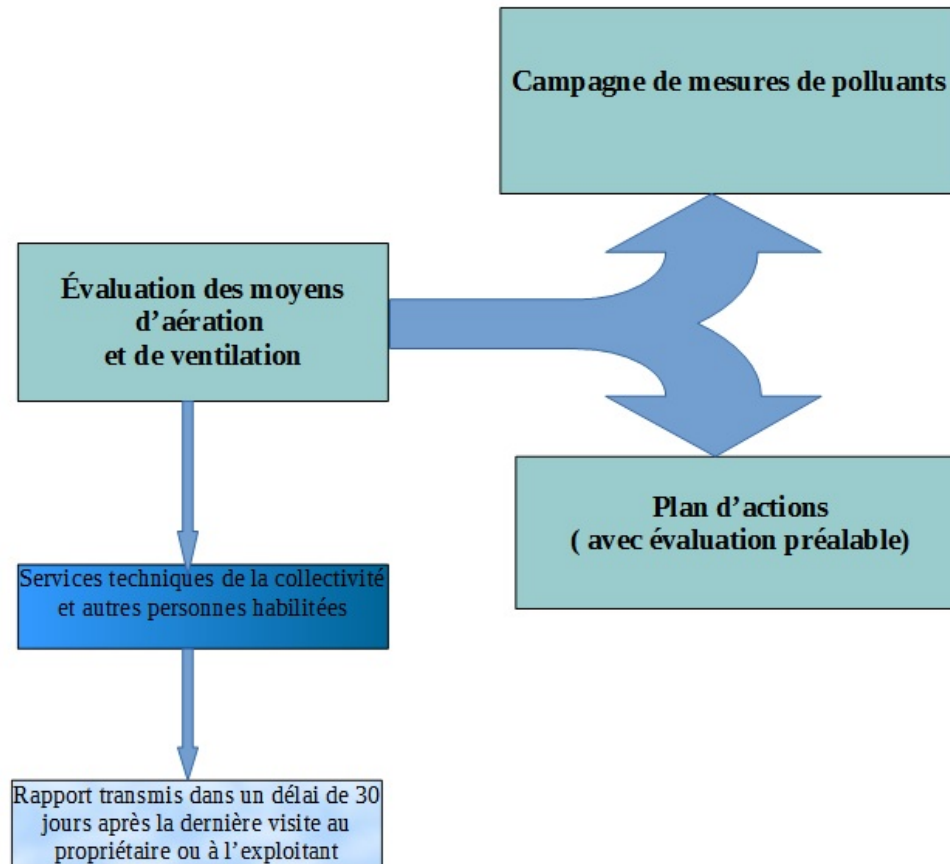 Campagne de mesures de polluants
Évaluation des moyens
d’aération
et de ventilation
Plan d’actions
( avec évaluation préalable)
Services techniques de la collectivité
et autres personnes habilitées
Rapport transmis dans un délai de 30
jours après la dernière visite au
propriétaire ou à l’exploitant